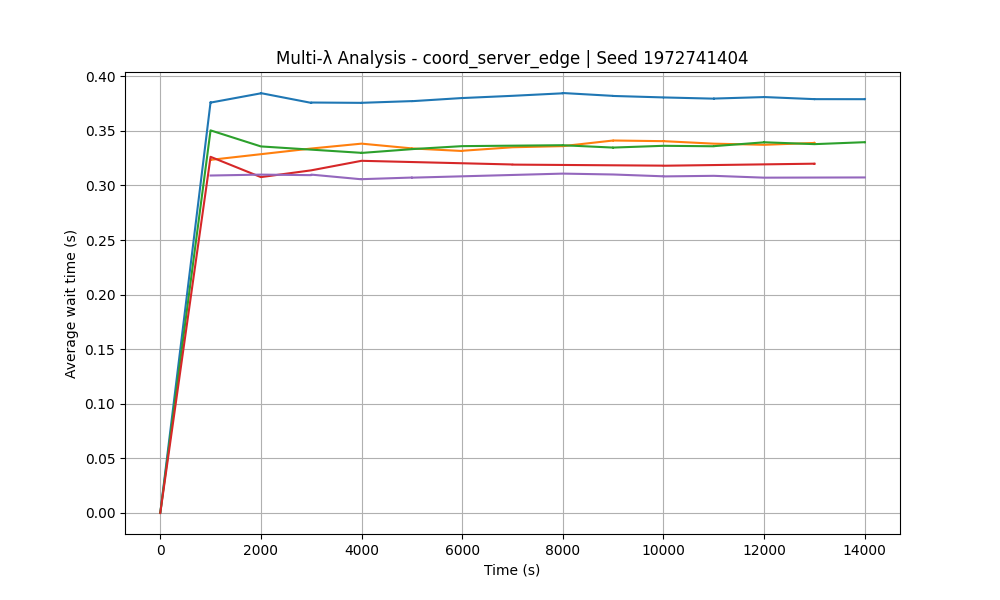 Multi-λ Analysis - coord_server_edge | Seed 1972741404
Average wait time (s)
0.40
0.35
0.30
0.25
0.20
0.15
0.10
0.05
0.00
0 2000 4000 6000 8000 10000 12000 14000
Time (s)